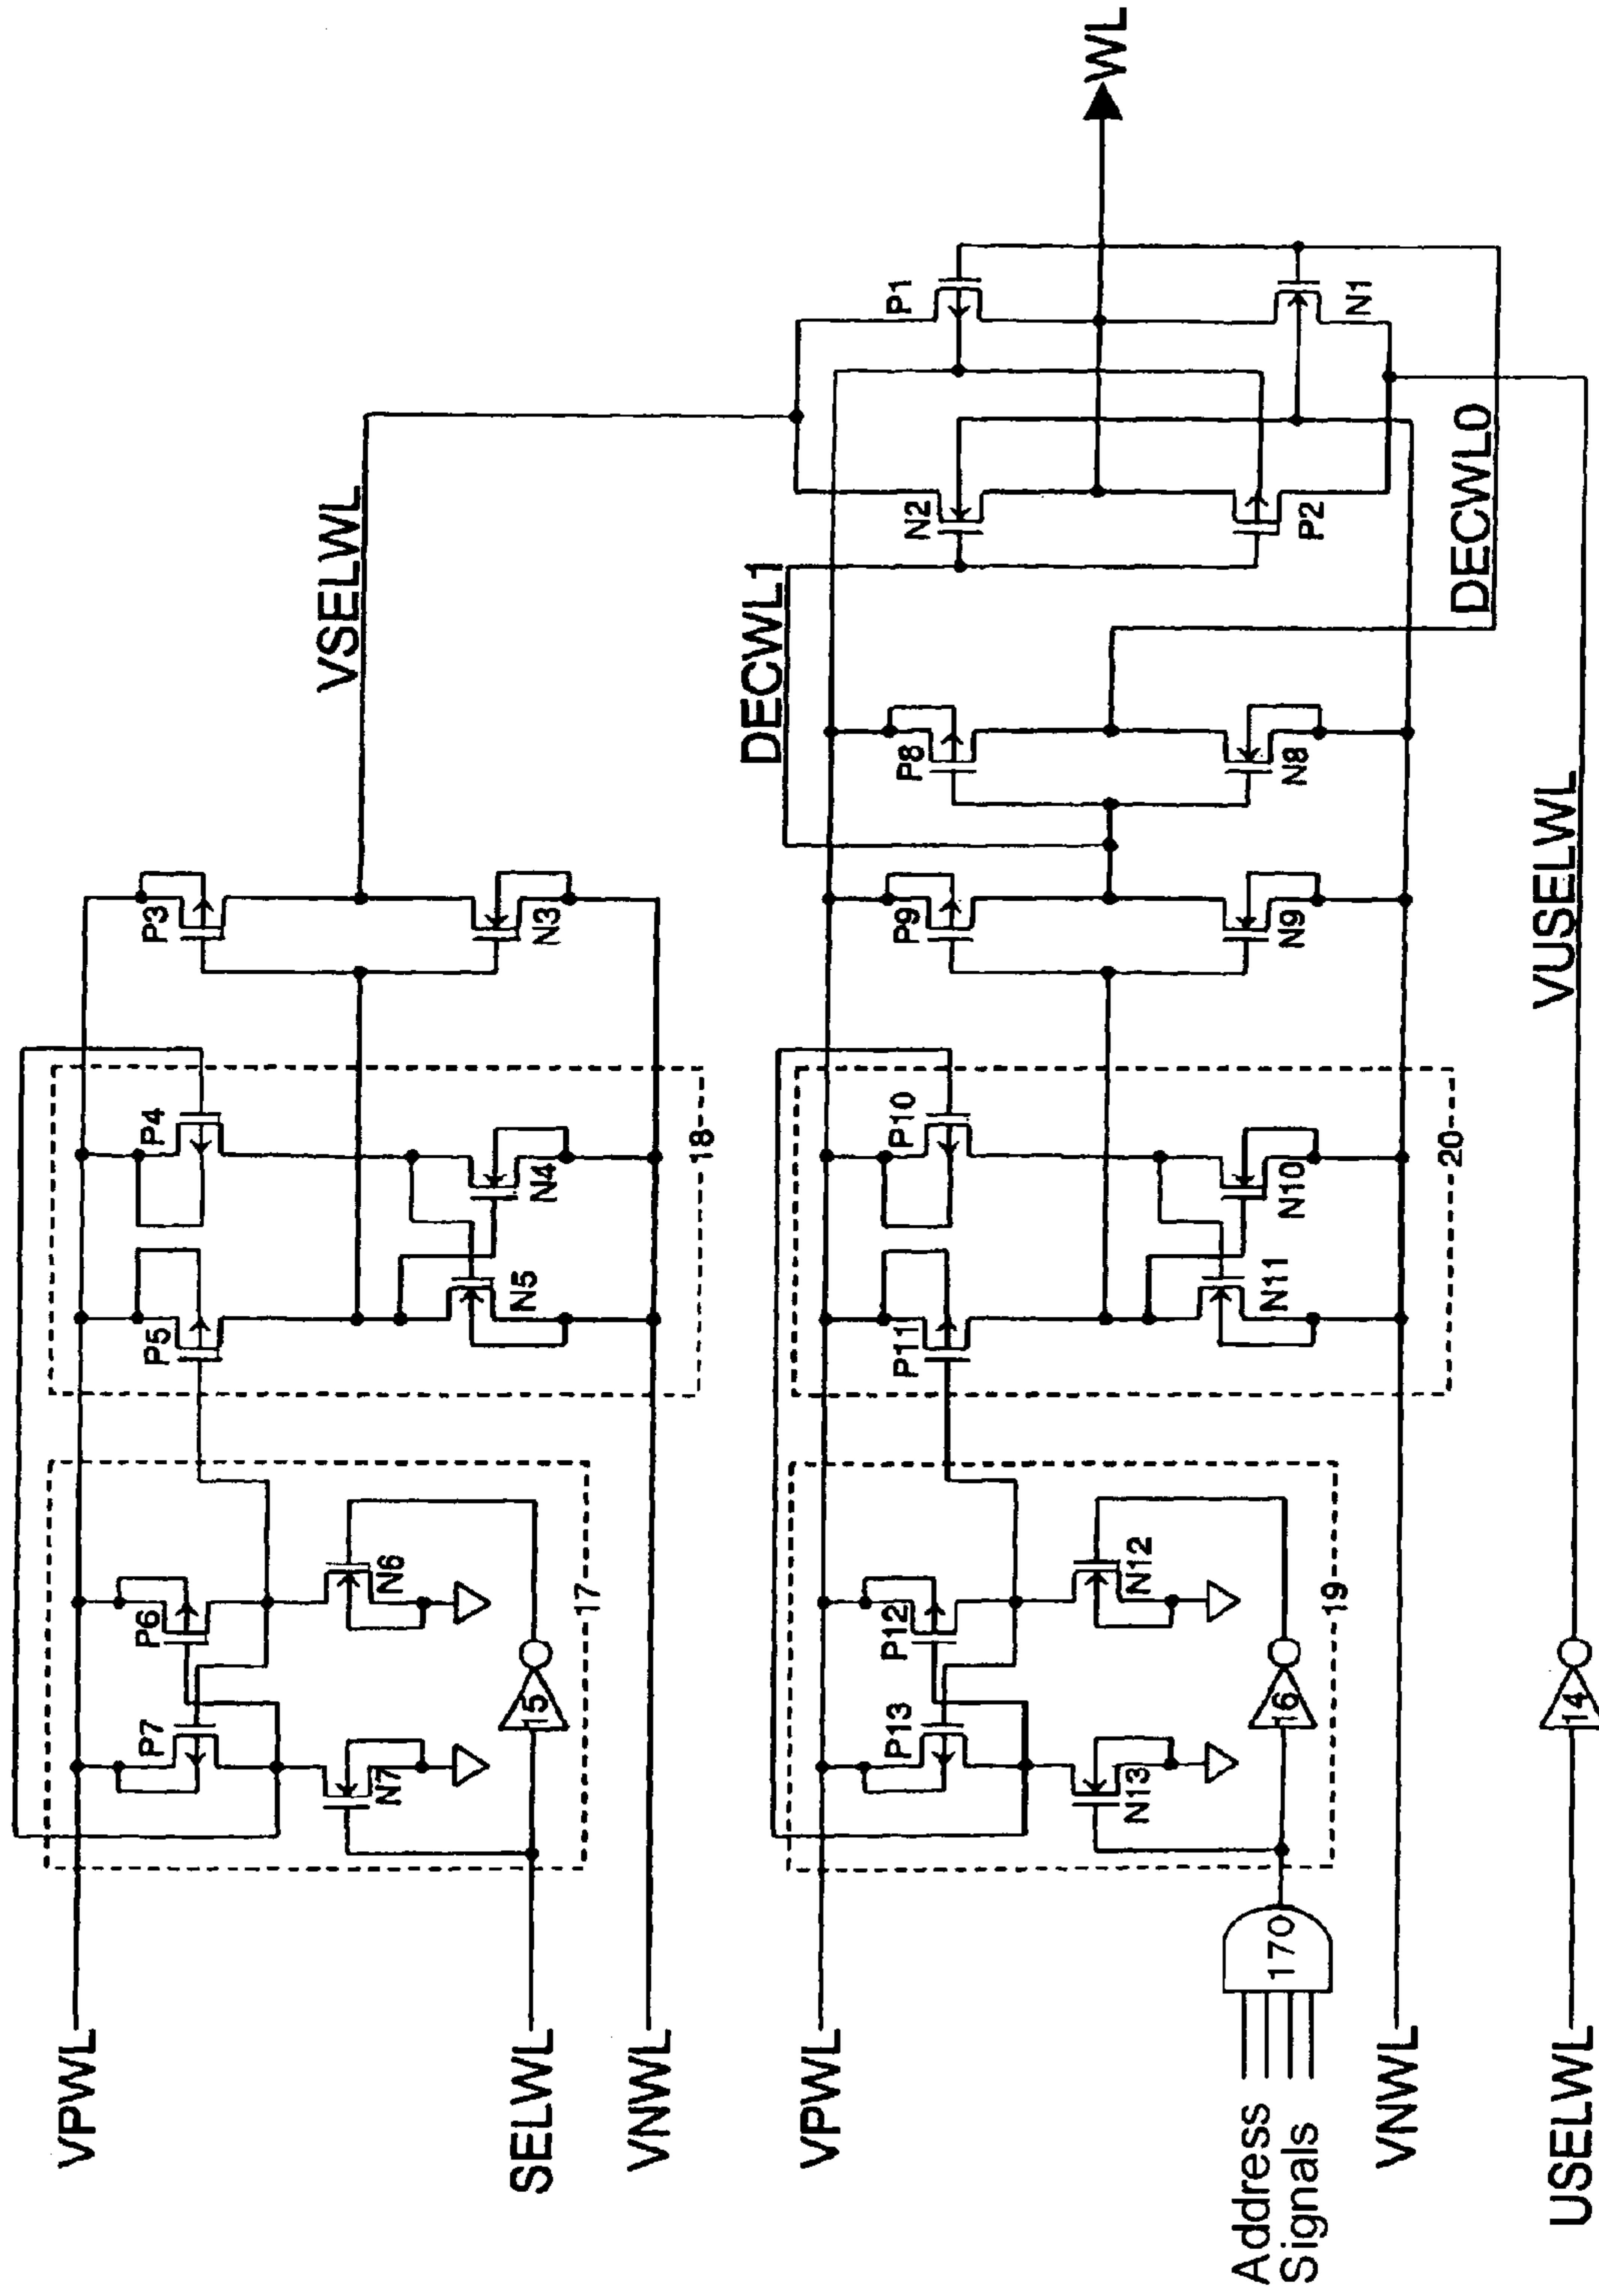 VPWL
SELWL
VNWL
VPWL
Address
Signals
VNWL
USELWL
P7
P6
N7
N6
15
17
P5
P4
N5
N4
18
P3
N3
VSELWL
P13
P12
N13
N12
16
170
19
P11
P10
N11
N10
20
P9
N9
P8
N8
DECWL1
N2
P2
P1
N1
DECWL0
WL
14
VUSELWL